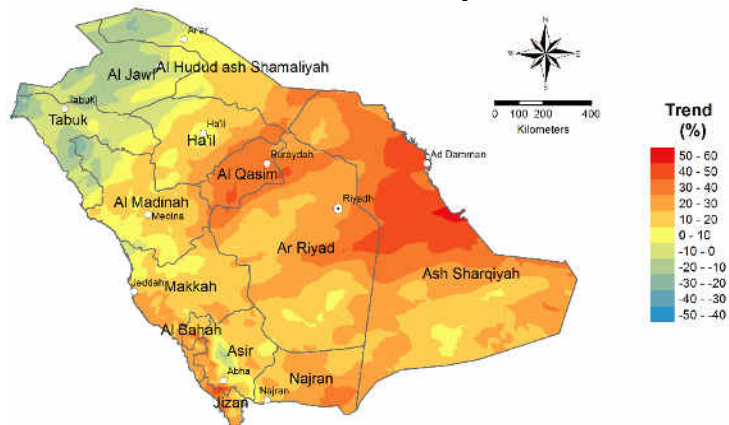 N
W E
S
Ar'ar
Al Jawf
Al Hudud ash Shamaliyah
Tabuk
Tabuk
Ha'il
Ha'il
Buraydah
Al Qasim
Ad Damman
Al Madinah
Medina
Riyadh
Ar Riyad
Ash Sharqiyah
Jeddah
Makkah
Al Bahah
Asir
Abha
Najran
Najran
Jizan
0 100 200 400
Kilometers
Trend
(%)
50 - 60
40 - 50
30 - 40
20 - 30
10 - 20
0 - 10
-10 - 0
-20 - -10
-30 - -20
-40 - -30
-50 - -40